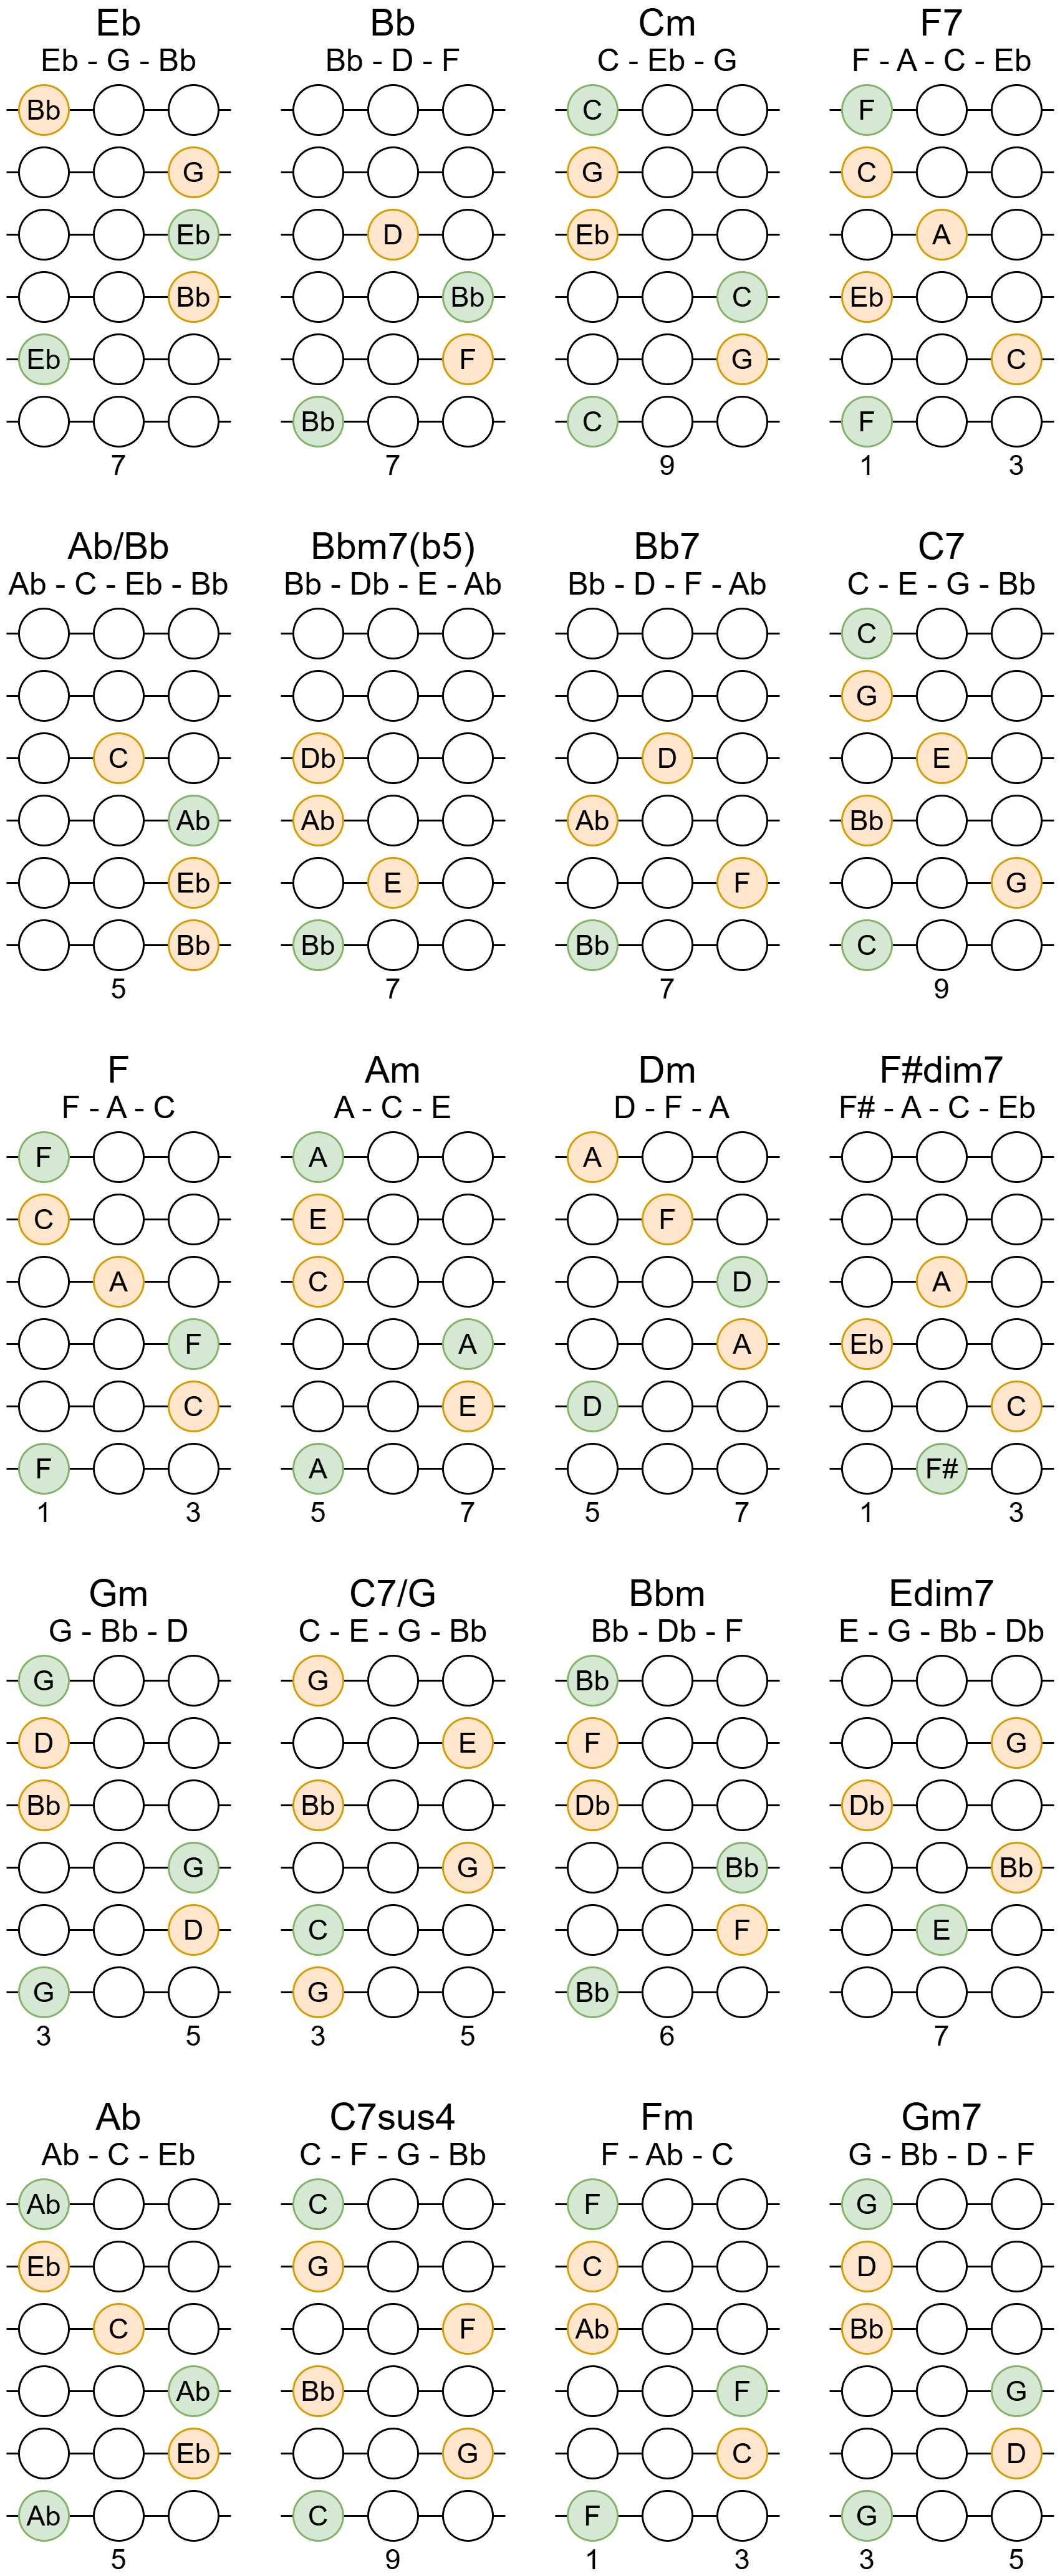 Eb Bb Cm F7
Eb - G - Bb Bb - D - F C - Eb - G F - A - C - Eb
Bb C F
G G C
Eb D Eb A
Bb Bb C Eb
Eb F G C
Bb C F
7 7 9 1 3
Ab/Bb Bbm7(b5) Bb7 C7
Ab - C - Eb - Bb Bb - Db - E - Ab Bb - D - F - Ab C - E - G - Bb
C
G
C Db D E
Ab Ab Ab Bb
Eb E F G
Bb Bb Bb C
5 7 7 9
F Am Dm F#dim7
F - A - C A - C - E D - F - A F# - A - C - Eb
F A A
C E F
A C D A
F A A Eb
C E D C
F A F#
1 3 5 7 5 7 1 3
Gm C7/G Bbm Edim7
G - Bb - D C - E - G - Bb Bb - Db - F E - G - Bb - Db
G G Bb
D E F G
Bb Bb Db Db
G G Bb Bb
D C F E
G G Bb
3 5 3 5 6 7
Ab C7sus4 Fm Gm7
Ab - C - Eb C - F - G - Bb F - Ab - C G - Bb - D - F
Ab C F G
Eb G C D
C F Ab Bb
Ab Bb F G
Eb G C D
Ab C F G
5 9 1 3 3 5